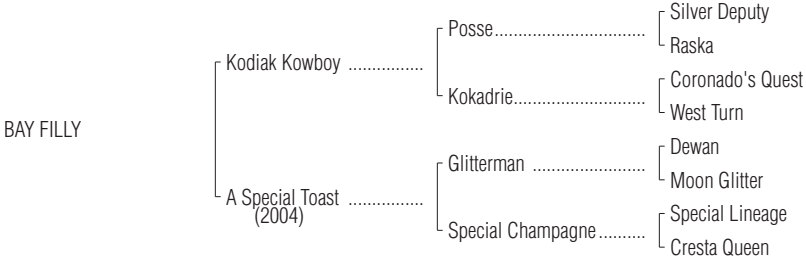 Silver Deputy
Posse..............................
Raska
Kodiak Kowboy ................
Coronado's Quest
Kokadrie...........................
West Turn
BAY FILLY
Dewan
Glitterman .......................
Moon Glitter
A Special Toast ................
(2004)
Special Lineage
Special Champagne ..........
Cresta Queen